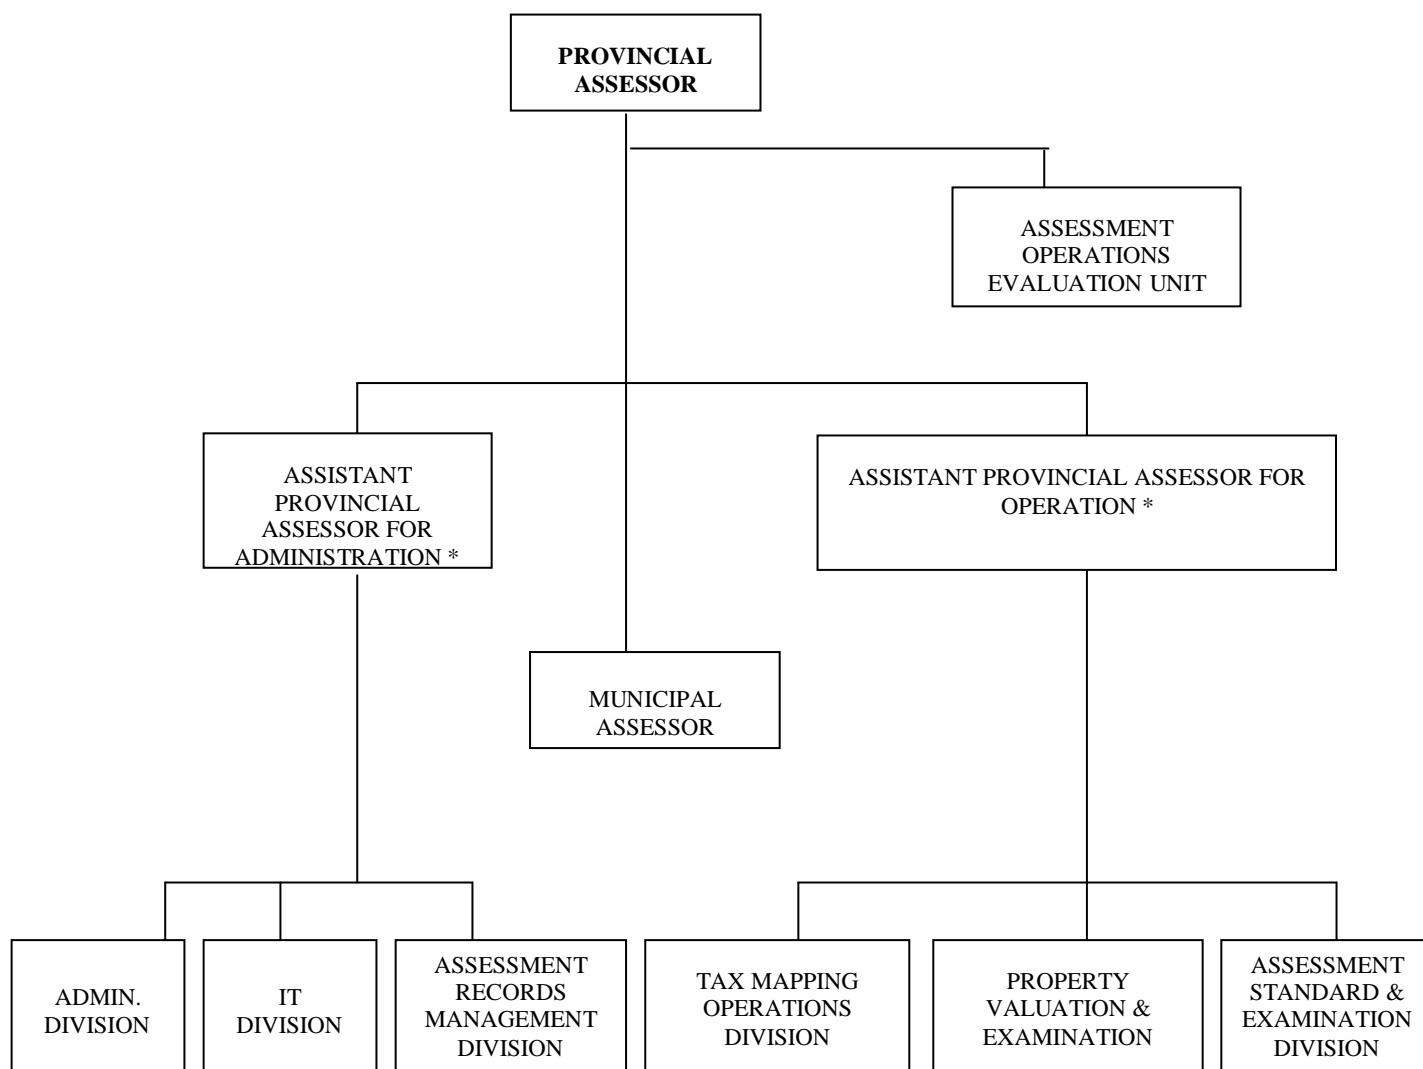 PROVINCIAL
ASSESSOR
ASSESSMENT
OPERATIONS
EVALUATION UNIT
ASSISTANT
PROVINCIAL
ASSESSOR FOR
ADMINISTRATION *
ASSISTANT PROVINCIAL ASSESSOR FOR
OPERATION *
MUNICIPAL
ASSESSOR
ADMIN.
DIVISION
IT
DIVISION
ASSESSMENT
RECORDS
MANAGEMENT
DIVISION
TAX MAPPING
OPERATIONS
DIVISION
PROPERTY
VALUATION &
EXAMINATION
ASSESSMENT
STANDARD &
EXAMINATION
DIVISION